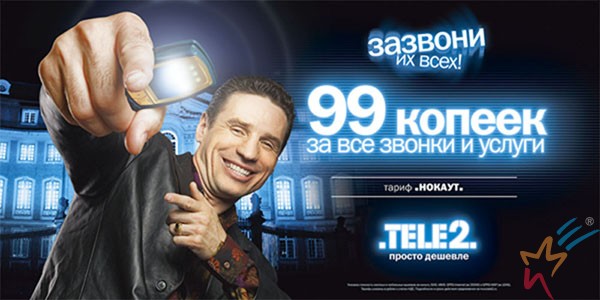 зазвони
их всех!
99 копеек
за все звонки и услуги
тариф .НОКАУТ.
.TELE2.
просто дешевле
®